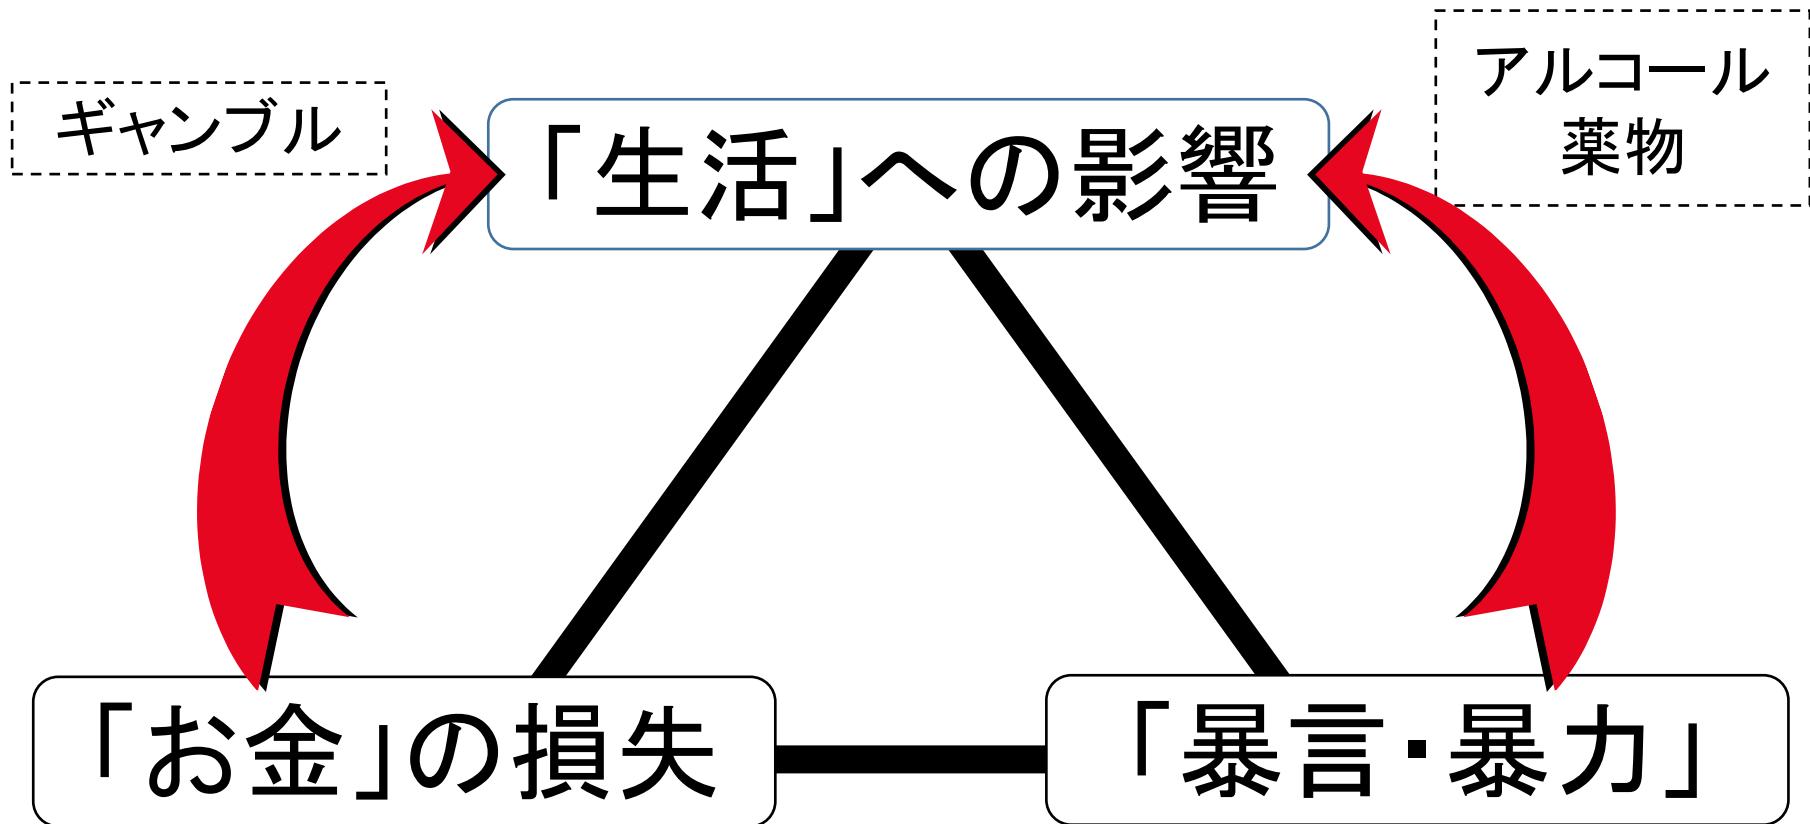 ギャンブル
アルコール
薬物
「生活」への影響
「お金」の損失
「暴言・暴力」